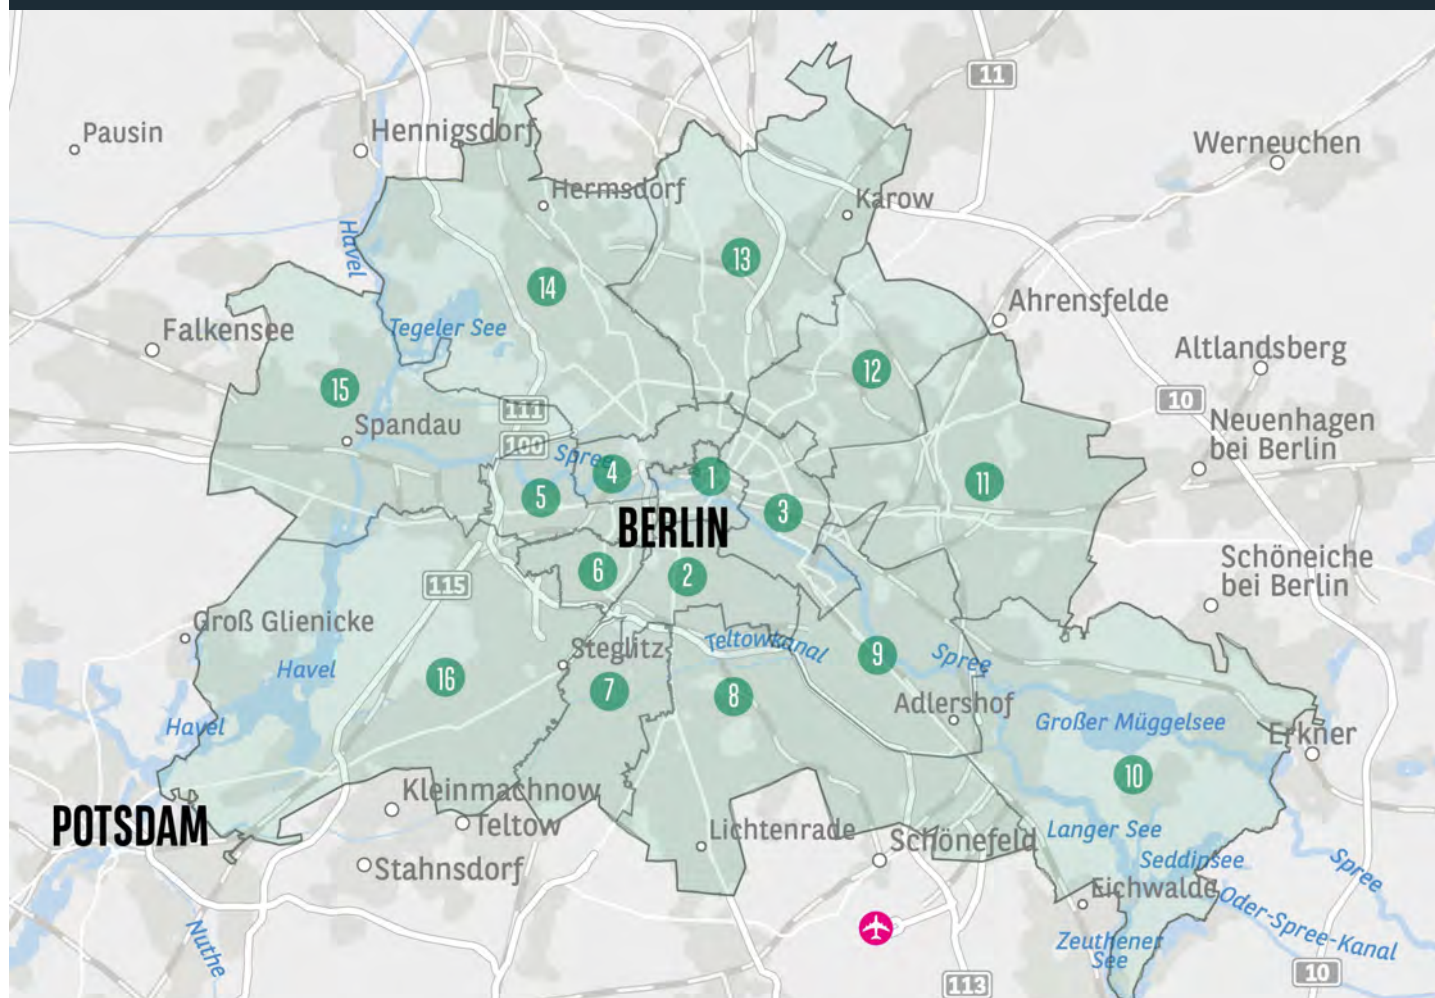 11
Pausin
Hennigsdorf
Werneuchen
Hermsdorf
Karow
Havel
13
14
Ahrensfelde
Falkensee
Tegeler See
Altlandsberg
12
15
10
111
Neuenhagen
bei Berlin
Spandau
100
Spree
4
1
11
5
3
BERLIN
Schöneiche
bei Berlin
6
2
115
Groß Glienicke
Teltowkanal
Steglitz
9
Spree
Havel
16
7
8
Adlershof
Havel
Großer Müggelsee
Erkner
10
Kleinmachnow
POTSDAM
Teltow
Lichtenrade
Langer See
Schönefeld
Seddinsee
Stahnsdorf
Spree
Eichwalde
Oder-Spree-Kanal
Nuthe
Zeuthener
See
10
113